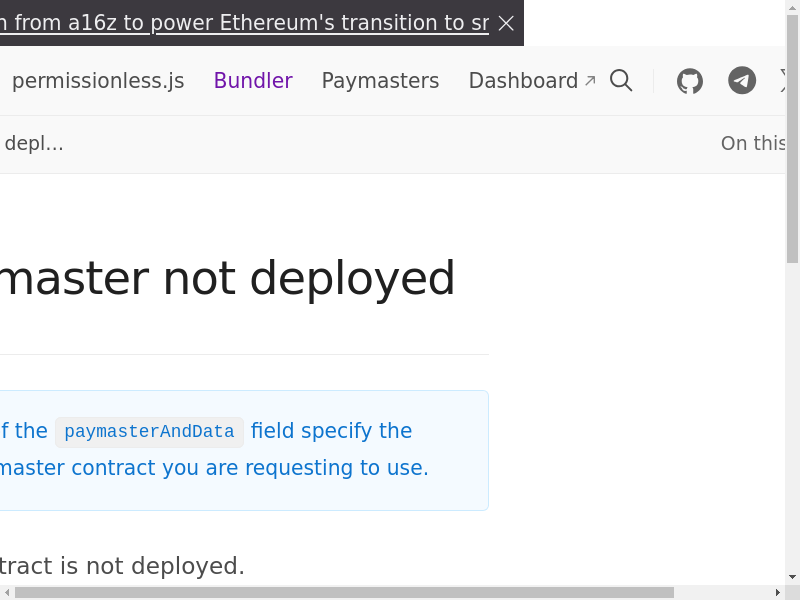 from a16z to power Ethereum's transition to
permissionless.js Bundler Paymasters Dashboard
depl…
On this
master not deployed
f the paymasterAndData field specify the
master contract you are requesting to use.
tract is not deployed.